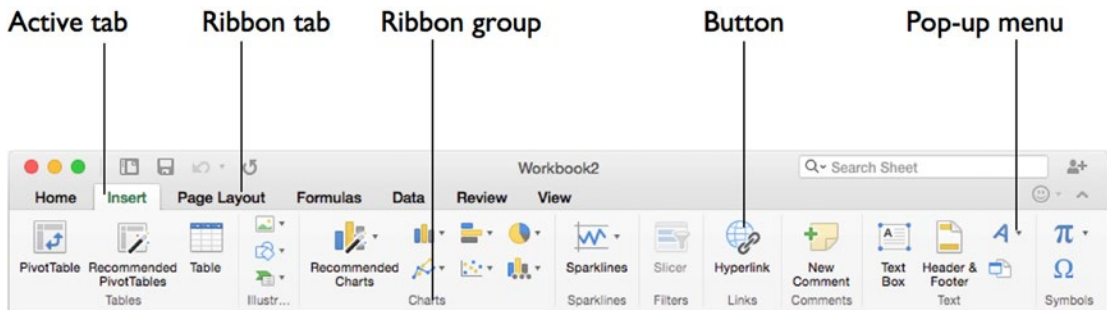 Active tab Ribbon tab Ribbon group Button Pop-up menu
Workbook2 Search Sheet
Home Insert Page Layout Formulas Data Review View
PivotTable Recommended PivotTables Table Recommended Charts Sparklines Slicer Hyperlink New Comment Text Box Header & Footer A π Ω
Tables Illustr... Charts Sparklines Filters Links Comments Text Symbols